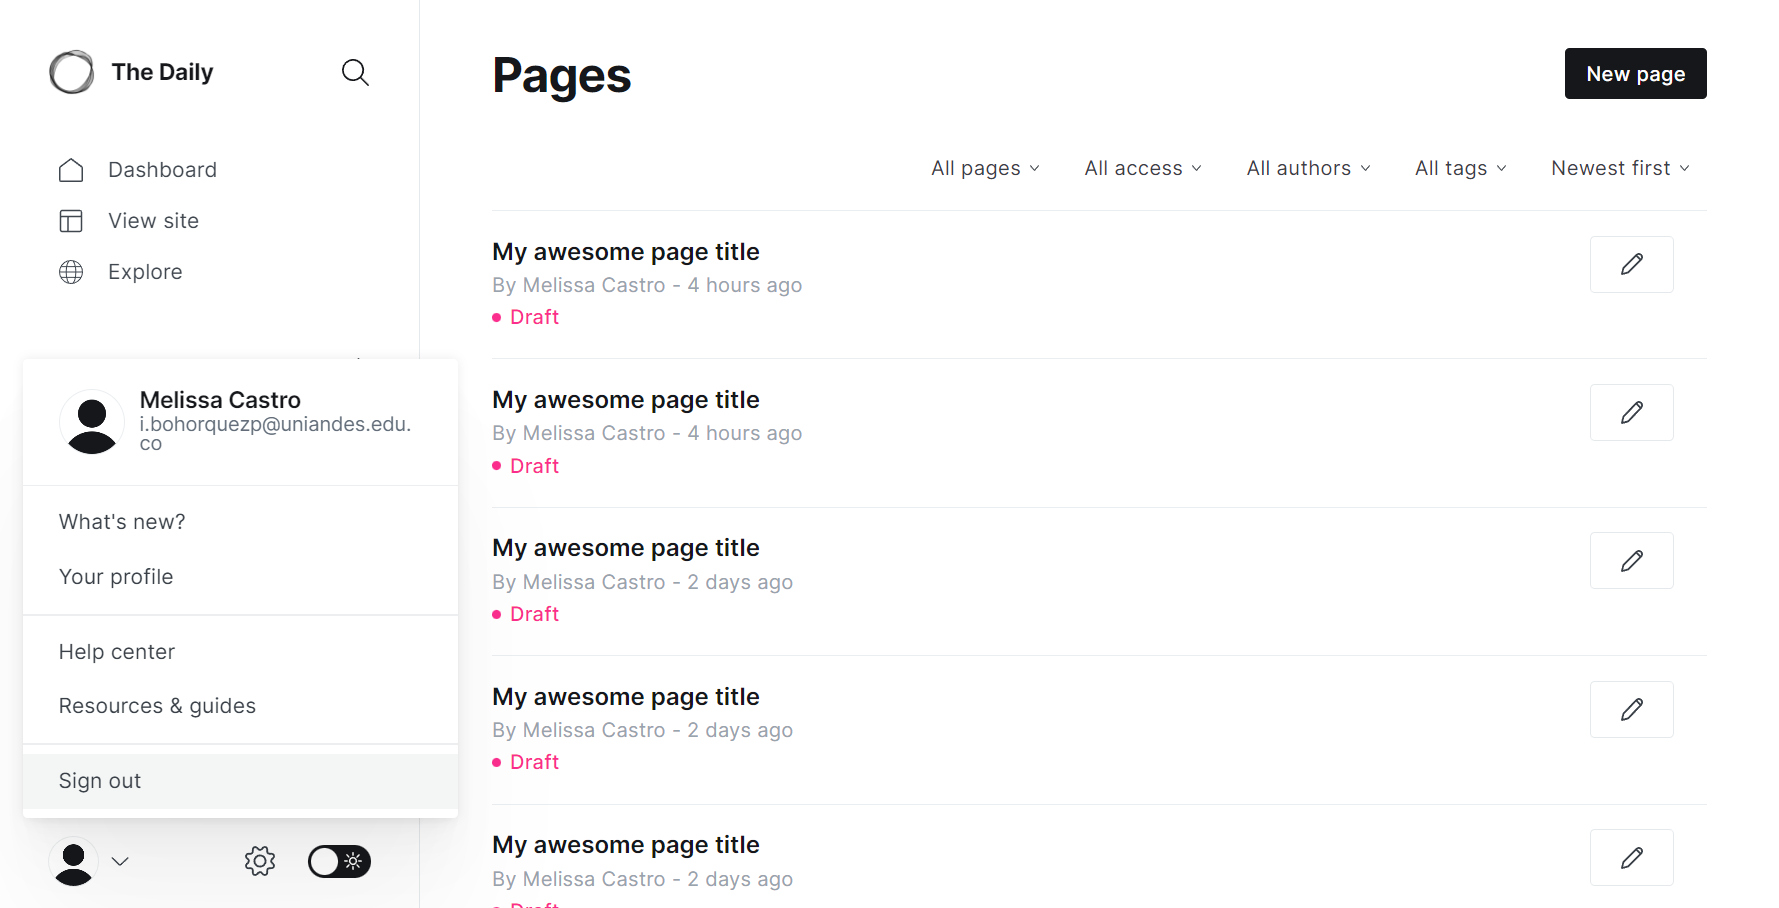 The Daily
Dashboard
View site
Explore
Melissa Castro
i.bohorquezp@uniandes.edu.
co
What's new?
Your profile
Help center
Resources & guides
Sign out
Pages
New page
All pages All access All authors All tags Newest first
My awesome page title
By Melissa Castro - 4 hours ago
Draft
My awesome page title
By Melissa Castro - 4 hours ago
Draft
My awesome page title
By Melissa Castro - 2 days ago
Draft
My awesome page title
By Melissa Castro - 2 days ago
Draft
My awesome page title
By Melissa Castro - 2 days ago
Draft